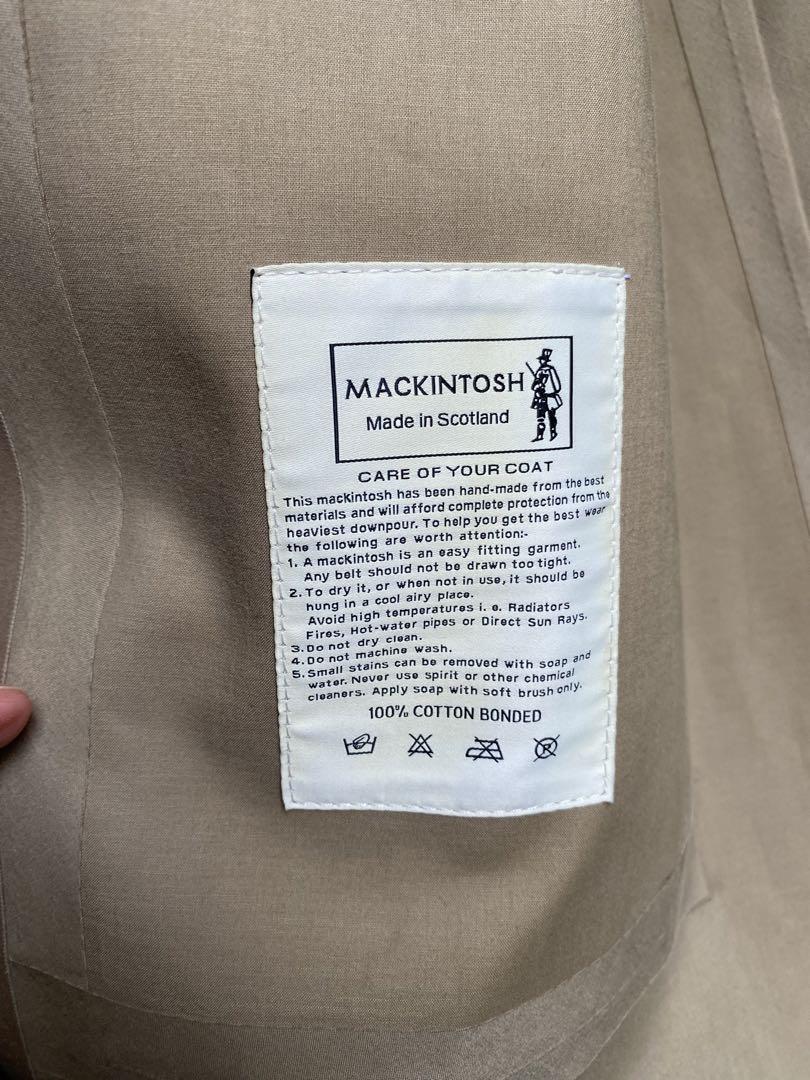 MACKINTOSH
Made in Scotland
CARE OF YOUR COAT
This mackintosh has been hand-made from the best
materials and will afford complete protection from the
heaviest downpour. To help you get the best wear
the following are worth attention:-
1. A mackintosh is an easy fitting garment.
Any belt should not be drawn too tight.
2. To dry it, or when not in use, it should be
hung in a cool airy place.
Avoid high temperatures i. e. Radiators
Fires, Hot-water pipes or Direct Sun Rays.
3. Do not dry clean.
4. Do not machine wash.
5. Small stains can be removed with soap and
water. Never use spirit or other chemical
cleaners. Apply soap with soft brush only.
100% COTTON BONDED